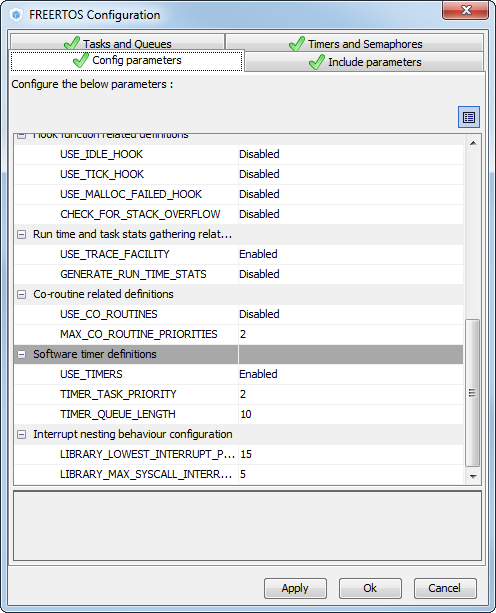 FREERTOS Configuration
Tasks and Queues
Timers and Semaphores
Config parameters
Include parameters
Configure the below parameters :
Hook function related definitions
USE_IDLE_HOOK Disabled
USE_TICK_HOOK Disabled
USE_MALLOC_FAILED_HOOK Disabled
CHECK_FOR_STACK_OVERFLOW Disabled
Run time and task stats gathering relat...
USE_TRACE_FACILITY Enabled
GENERATE_RUN_TIME_STATS Disabled
Co-routine related definitions
USE_CO_ROUTINES Disabled
MAX_CO_ROUTINE_PRIORITIES 2
Software timer definitions
USE_TIMERS Enabled
TIMER_TASK_PRIORITY 2
TIMER_QUEUE_LENGTH 10
Interrupt nesting behaviour configuration
LIBRARY_LOWEST_INTERRUPT_P... 15
LIBRARY_MAX_SYSCALL_INTERR... 5
Apply Ok Cancel